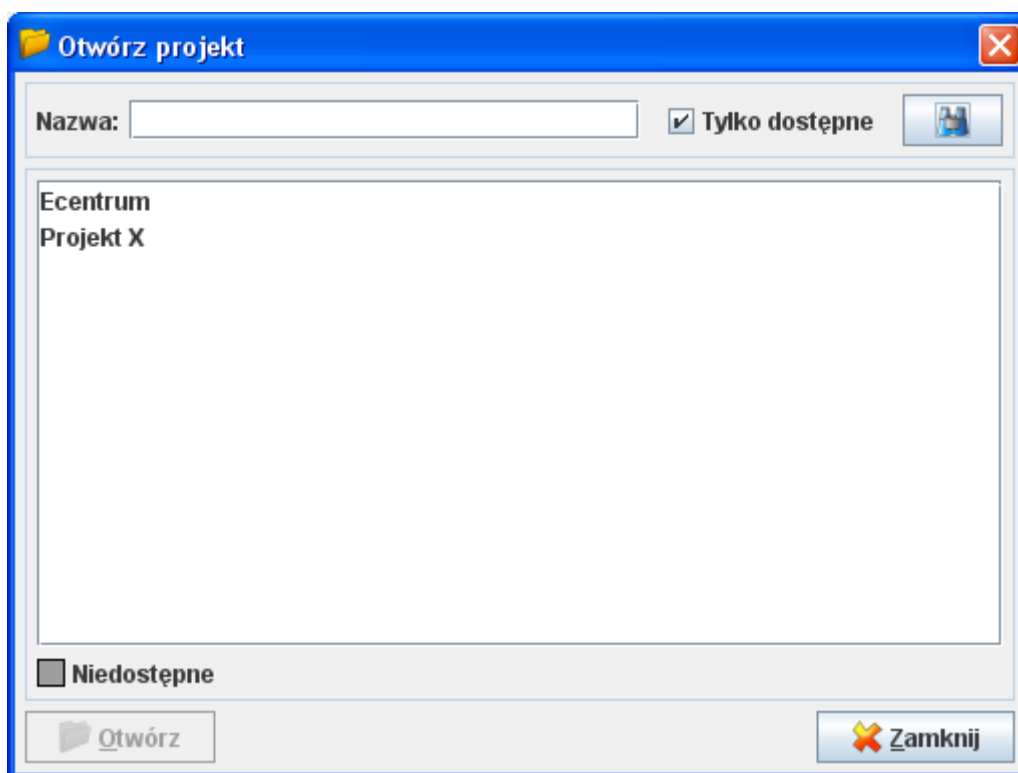 Otwórz projekt
Nazwa: Tylko dostępne
Ecentrum
Projekt X
Niedostępne
Otwórz Zamknij